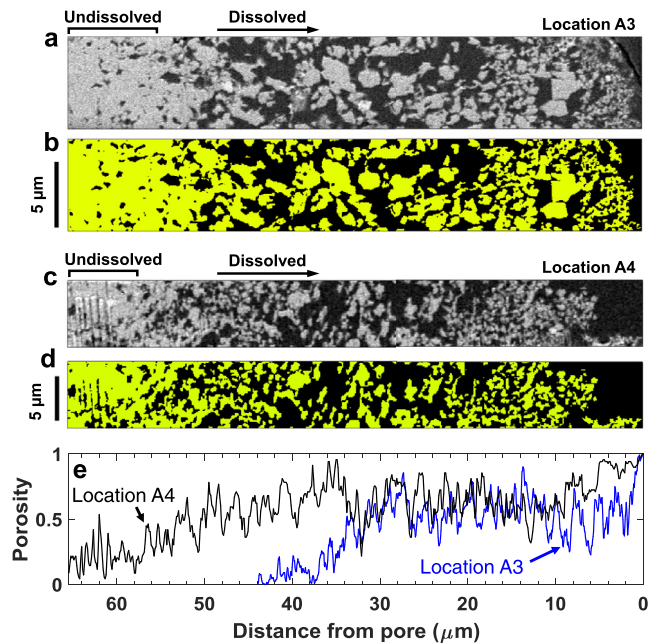 Undissolved
Dissolved
Location A3
a
b
5 μm
Undissolved
Dissolved
Location A4
c
d
5 μm
e
1
0.5
0
Porosity
Location A4
Location A3
60 50 40 30 20 10 0
Distance from pore (μm)